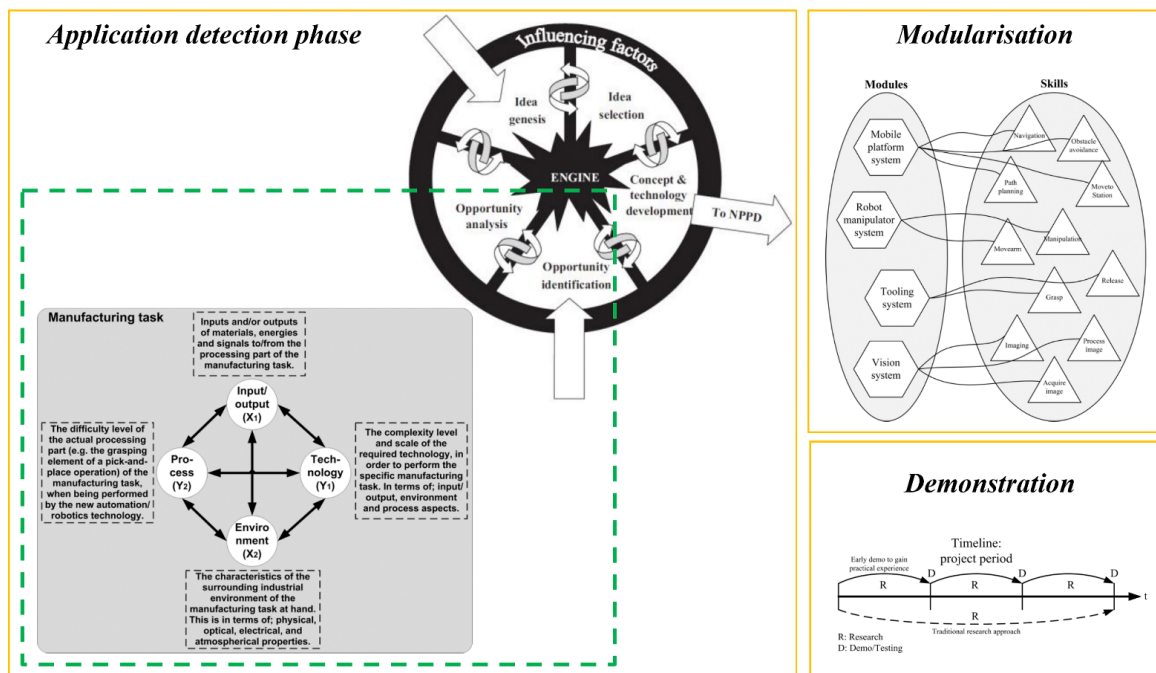 Application detection phase
Influencing factors
Idea
genesis
Idea
selection
ENGINE
Concept &
technology
development
To NPPD
Opportunity
analysis
Opportunity
identification
Manufacturing task
Inputs and/or outputs
of materials, energies
and signals to/from the
processing part of the
manufacturing task.
Input/
output
(X1)
The difficulty level of
the actual processing
part (e.g. the grasping
element of a pick-and-
place operation) of the
manufacturing task,
when being performed
by the new automation/
robotics technology.
Pro-
cess
(Y2)
Tech-
nology
(Y1)
The complexity level
and scale of the
required technology, in
order to perform the
specific manufacturing
task. In terms of; input/
output, environment
and process aspects.
Environ
ment
(X2)
The characteristics of the
surrounding industrial
environment of the
manufacturing task at hand.
This is in terms of; physical,
optical, electrical, and
atmospherical properties.
Modularisation
Modules
Skills
Mobile
platform
system
Robot
manipulator
system
Tooling
system
Vision
system
Navigation
Obstacle
avoidance
Path
planning
Moveto
Station
Movearm
Manipulation
Release
Grasp
Imaging
Process
image
Acquire
image
Demonstration
Timeline:
project period
Early demo to gain
practical experience
D
D
D
R
R
R
t
R
Traditional research approach
R: Research
D: Demo/Testing